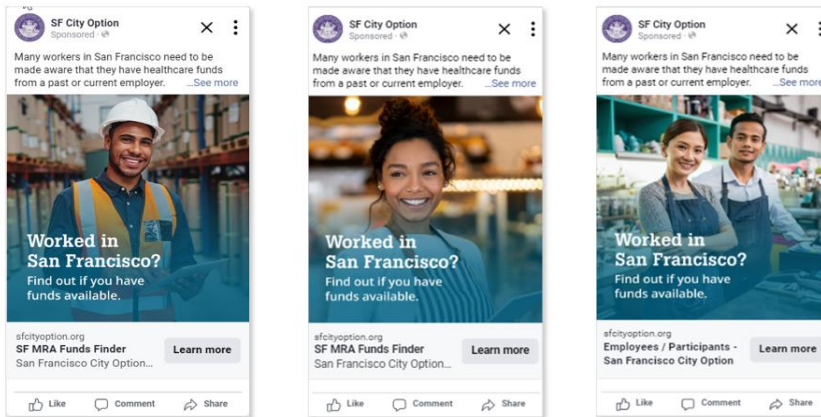 SF City Option
Sponsored ·
Many workers in San Francisco need to be
made aware that they have healthcare funds
from a past or current employer. ...See more
Worked in
San Francisco?
Find out if you have
funds available.
sfcityoption.org
SF MRA Funds Finder
San Francisco City Option...
Learn more
Like Comment Share
SF City Option
Sponsored ·
Many workers in San Francisco need to be
made aware that they have healthcare funds
from a past or current employer. ...See more
Worked in
San Francisco?
Find out if you have
funds available.
sfcityoption.org
SF MRA Funds Finder
San Francisco City Option...
Learn more
Like Comment Share
SF City Option
Sponsored ·
Many workers in San Francisco need to be
made aware that they have healthcare funds
from a past or current employer. ...See more
Worked in
San Francisco?
Find out if you have
funds available.
sfcityoption.org
Employees / Participants -
San Francisco City Option
Learn more
Like Comment Share